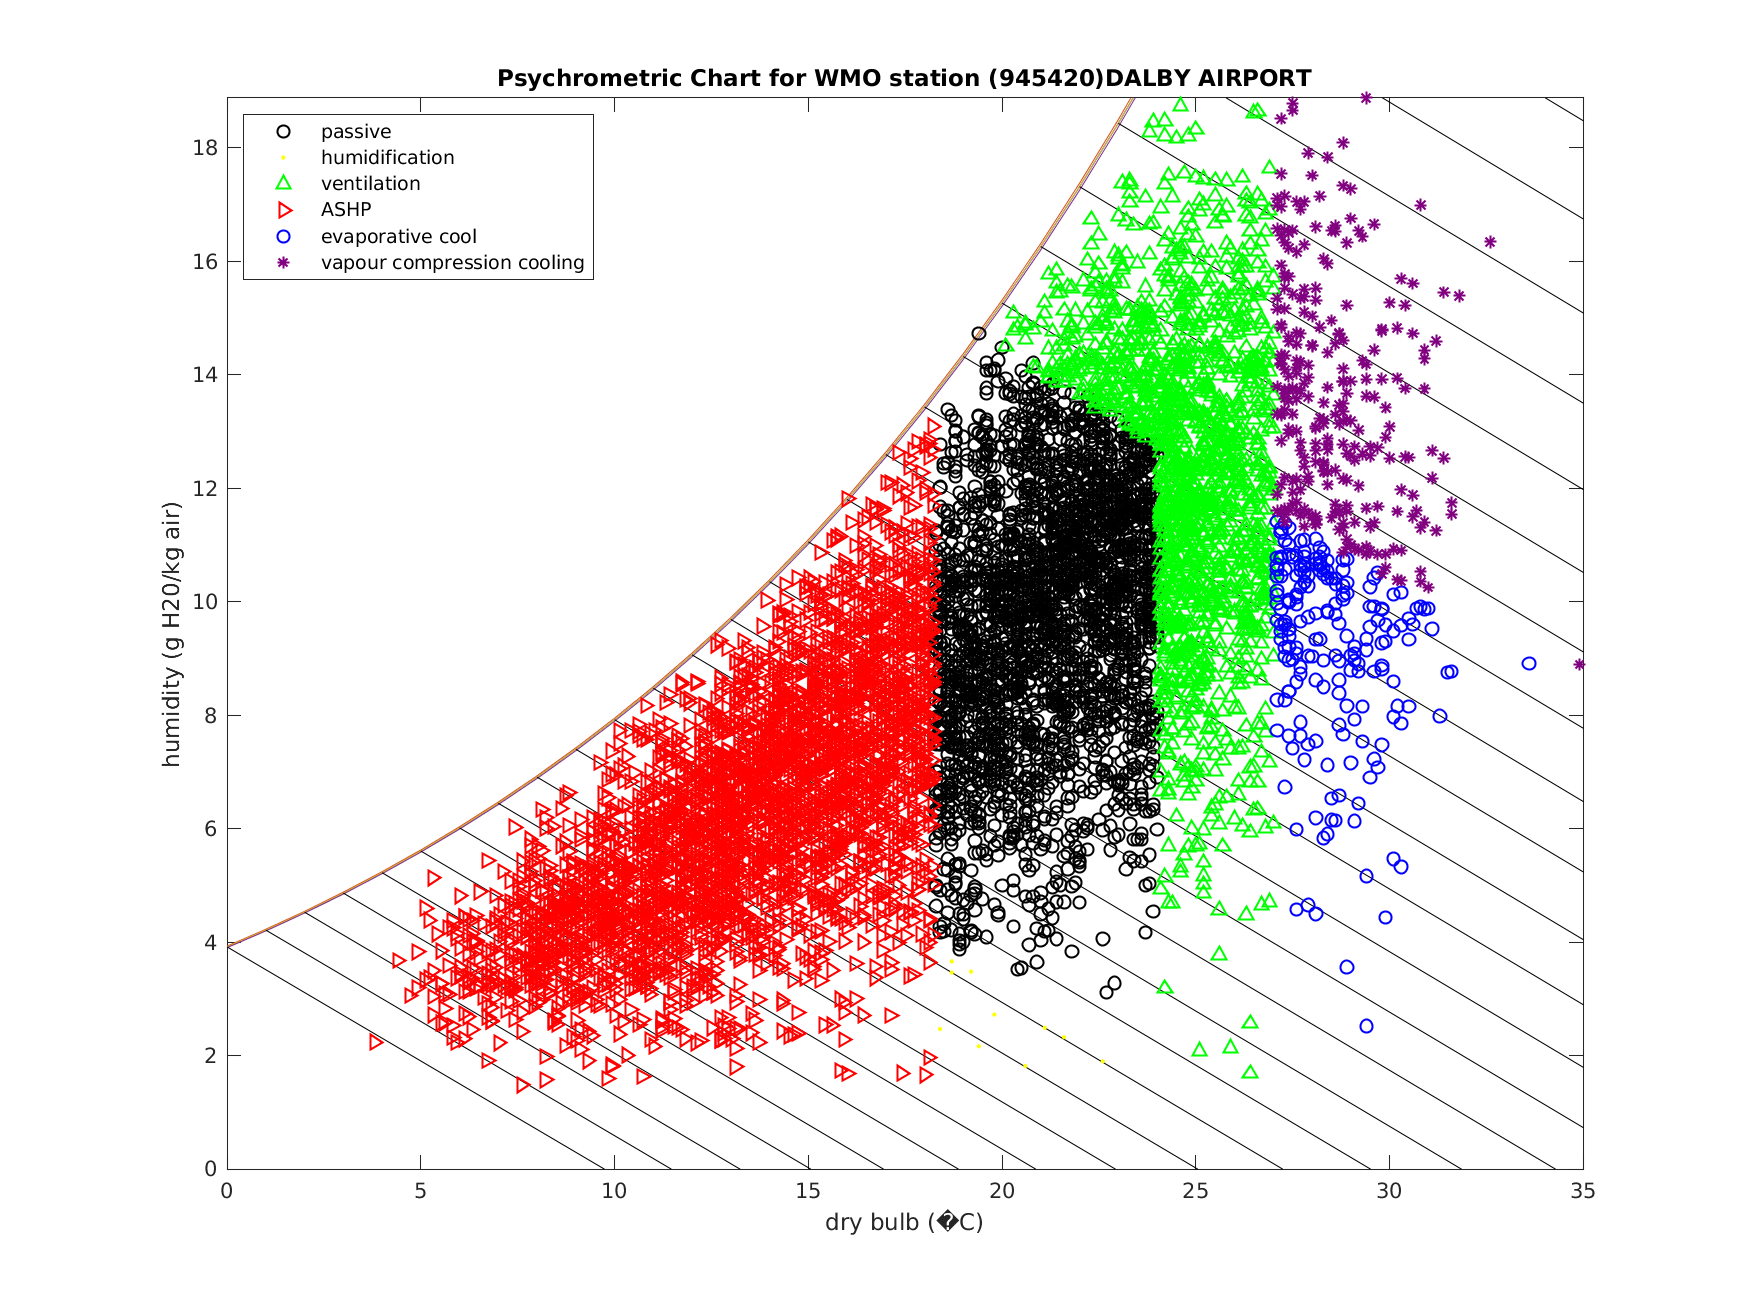 Psychrometric Chart for WMO station (945420)DALBY AIRPORT
passive
humidification
ventilation
ASHP
evaporative cool
vapour compression cooling
humidity (g H20/kg air)
18
16
14
12
10
8
6
4
2
0
0 5 10 15 20 25 30 35
dry bulb (�C)